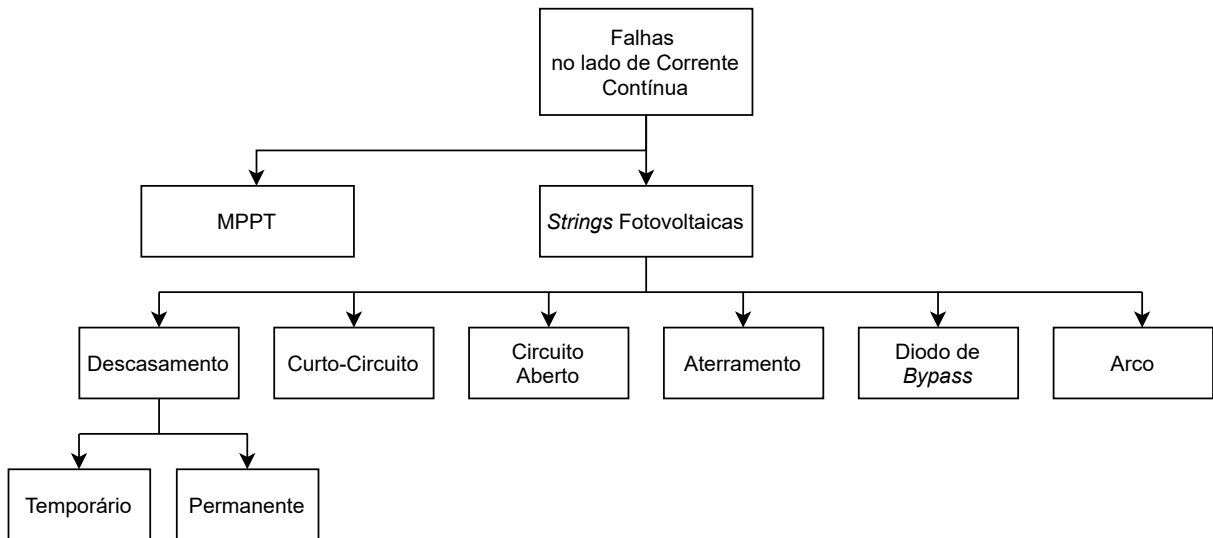 Falhas
no lado de Corrente
Contínua
MPPT
Strings Fotovoltaicas
Descasamento
Curto-Circuito
Circuito
Aberto
Aterramento
Diodo de
Bypass
Arco
Temporário
Permanente